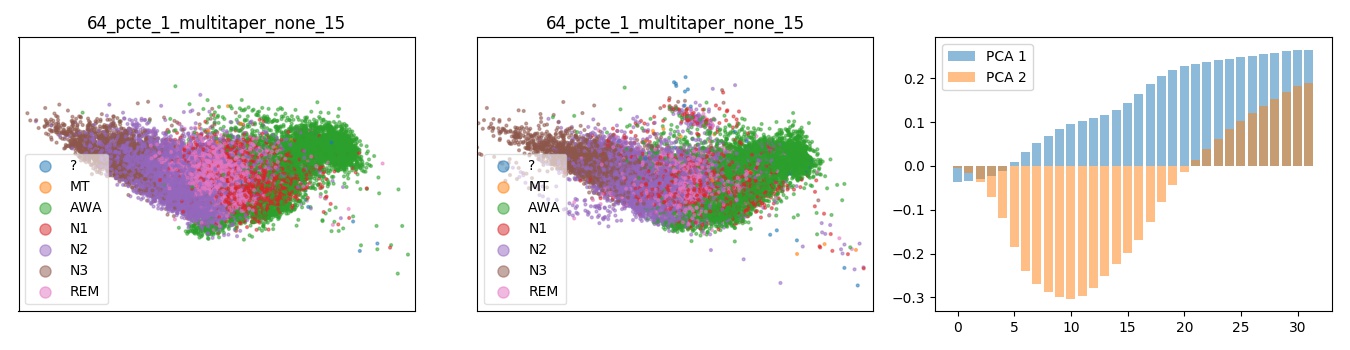 64_pcte_1_multitaper_none_15
?
MT
AWA
N1
N2
N3
REM
64_pcte_1_multitaper_none_15
?
MT
AWA
N1
N2
N3
REM
PCA 1
PCA 2
0.2
0.1
0.0
−0.1
−0.2
−0.3
0 5 10 15 20 25 30